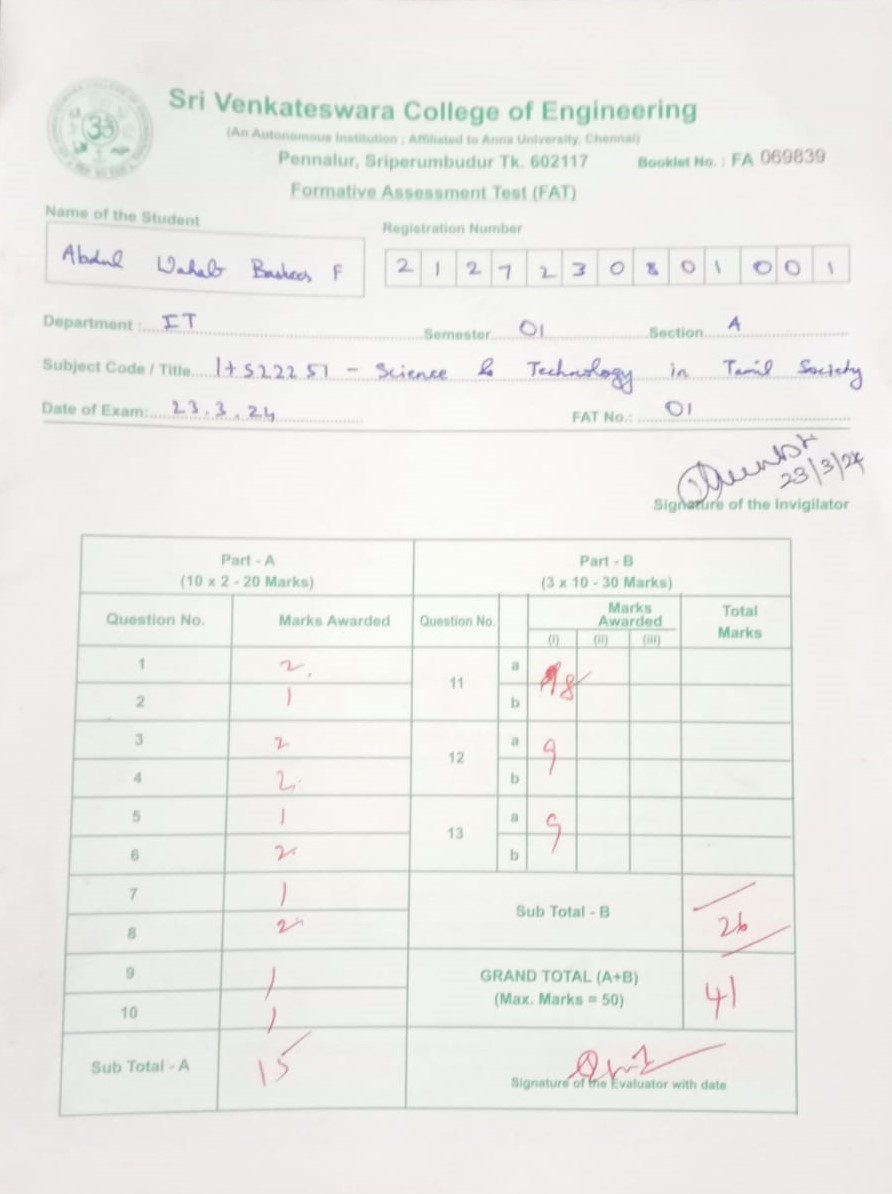 Sri Venkateswara College of Engineering
(An Autonomous Institution ; Affiliated to Anna University, Chennai)
Pennalur, Sriperumbudur Tk. 602117
Booklet No. : FA 069839
Formative Assessment Test (FAT)
Name of the Student
Registration Number
Abdul Wahab Basheer F
2 1 2 7 2 3 0 8 0 1 0 0 1
Department : IT Semester 01 Section A
Subject Code / Title 1+S22251 - Science & Technology in Tamil Society
Date of Exam: 23.3.24 FAT No.: 01
23/3/24
Signature of the Invigilator
Part - A Part - B
(10 x 2 - 20 Marks) (3 x 10 - 30 Marks)
Question No. Marks Awarded Question No. Marks Awarded Total Marks
(i) (ii) (iii)
1 2 11 a 8
2 1 b
3 2 12 a 9
4 2 b
5 1 13 a 9
6 2 b
7 1 Sub Total - B 26
8 2
9 1 GRAND TOTAL (A+B) 41
10 1 (Max. Marks = 50)
Sub Total - A 15
Signature of the Evaluator with date